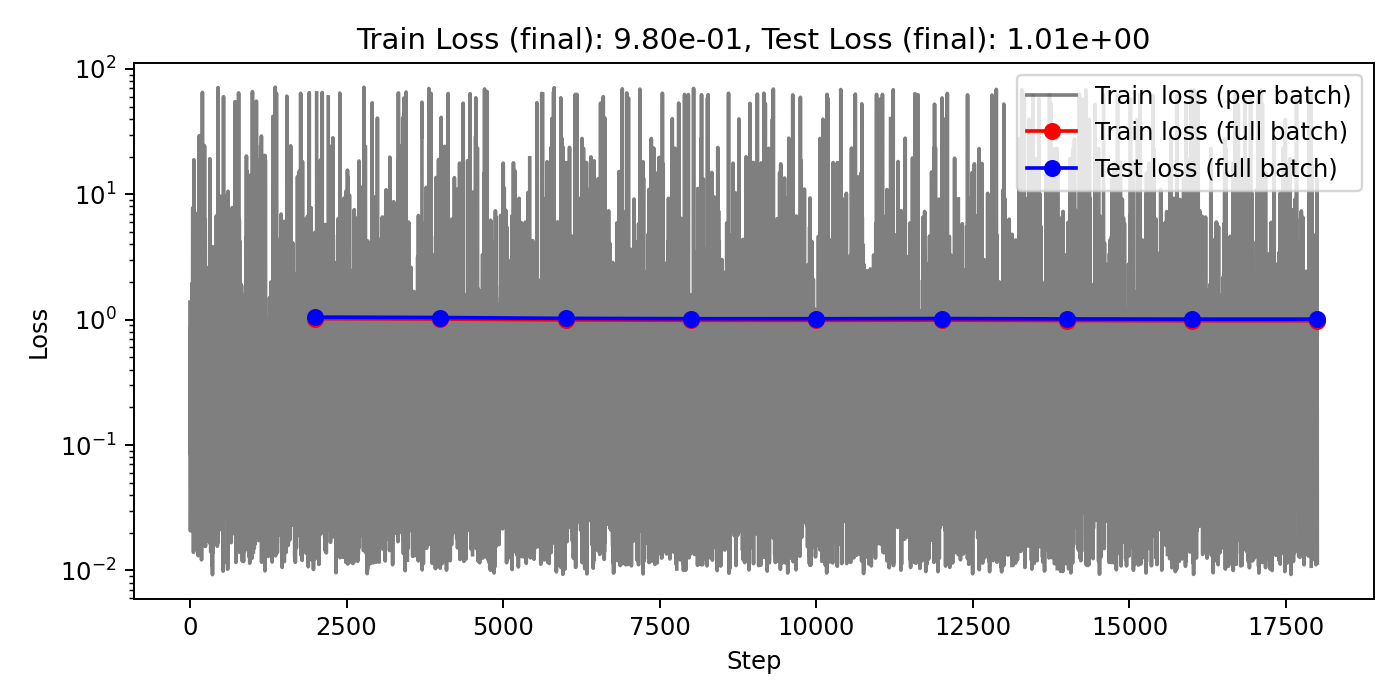 Train Loss (final): 9.80e-01, Test Loss (final): 1.01e+00
Train loss (per batch)
Train loss (full batch)
Test loss (full batch)
Loss
10²
10¹
10⁰
10⁻¹
10⁻²
0 2500 5000 7500 10000 12500 15000 17500
Step